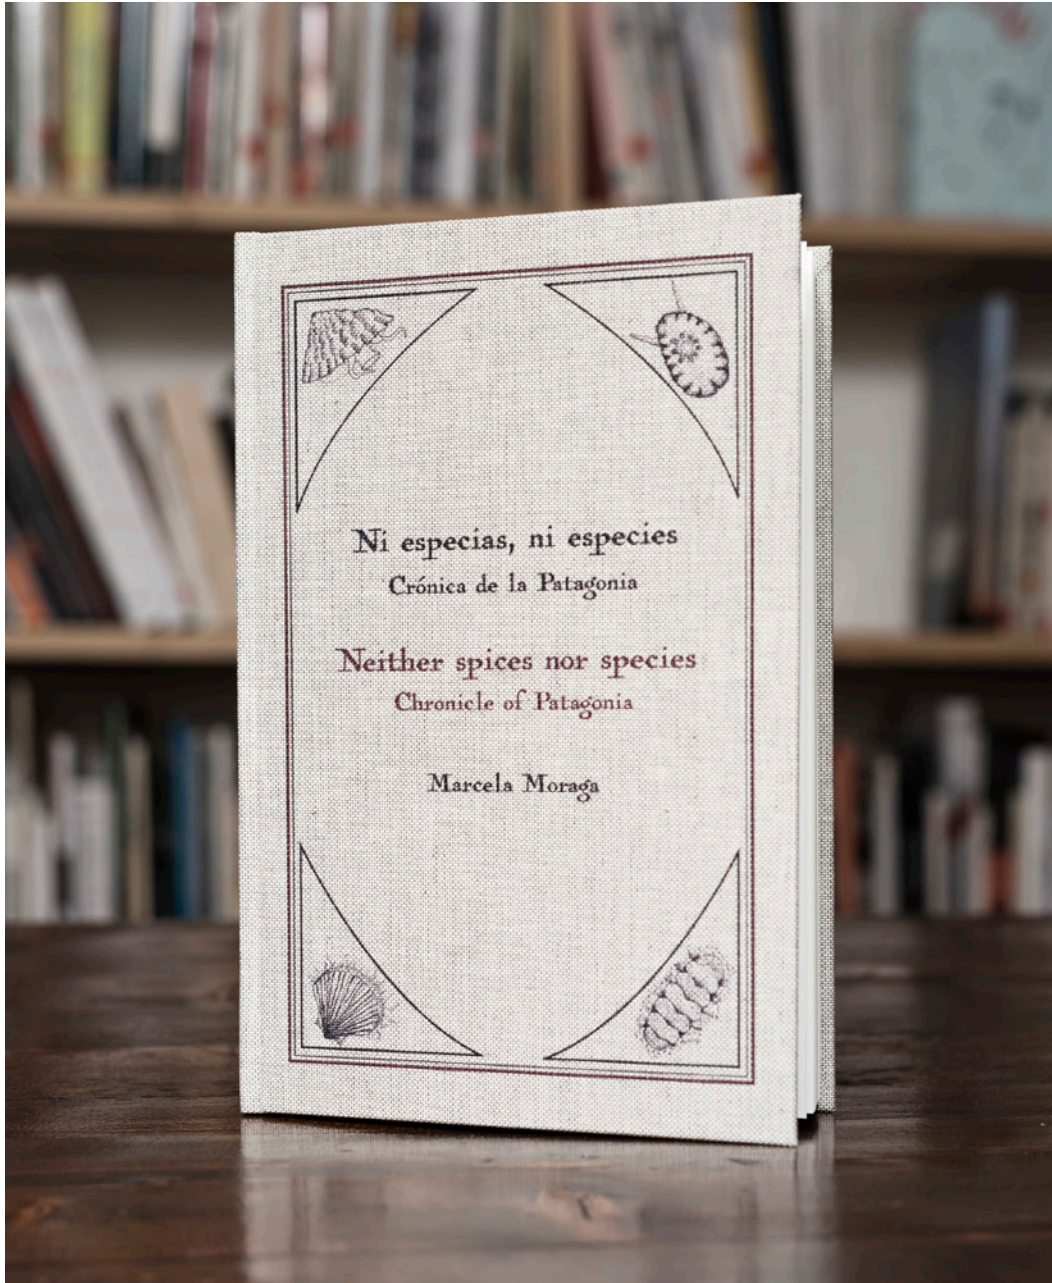 Ni especias, ni especies
Crónica de la Patagonia
Neither spices nor species
Chronicle of Patagonia
Marcela Moraga